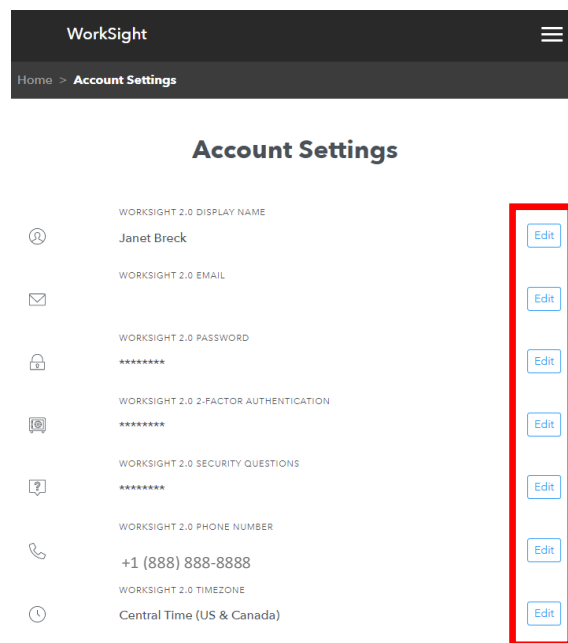 WorkSight
Home > Account Settings
Account Settings
WORKSIGHT 2.0 DISPLAY NAME
Janet Breck
Edit
WORKSIGHT 2.0 EMAIL
Edit
WORKSIGHT 2.0 PASSWORD
********
Edit
WORKSIGHT 2.0 2-FACTOR AUTHENTICATION
********
Edit
WORKSIGHT 2.0 SECURITY QUESTIONS
********
Edit
WORKSIGHT 2.0 PHONE NUMBER
+1 (888) 888-8888
Edit
WORKSIGHT 2.0 TIMEZONE
Central Time (US & Canada)
Edit